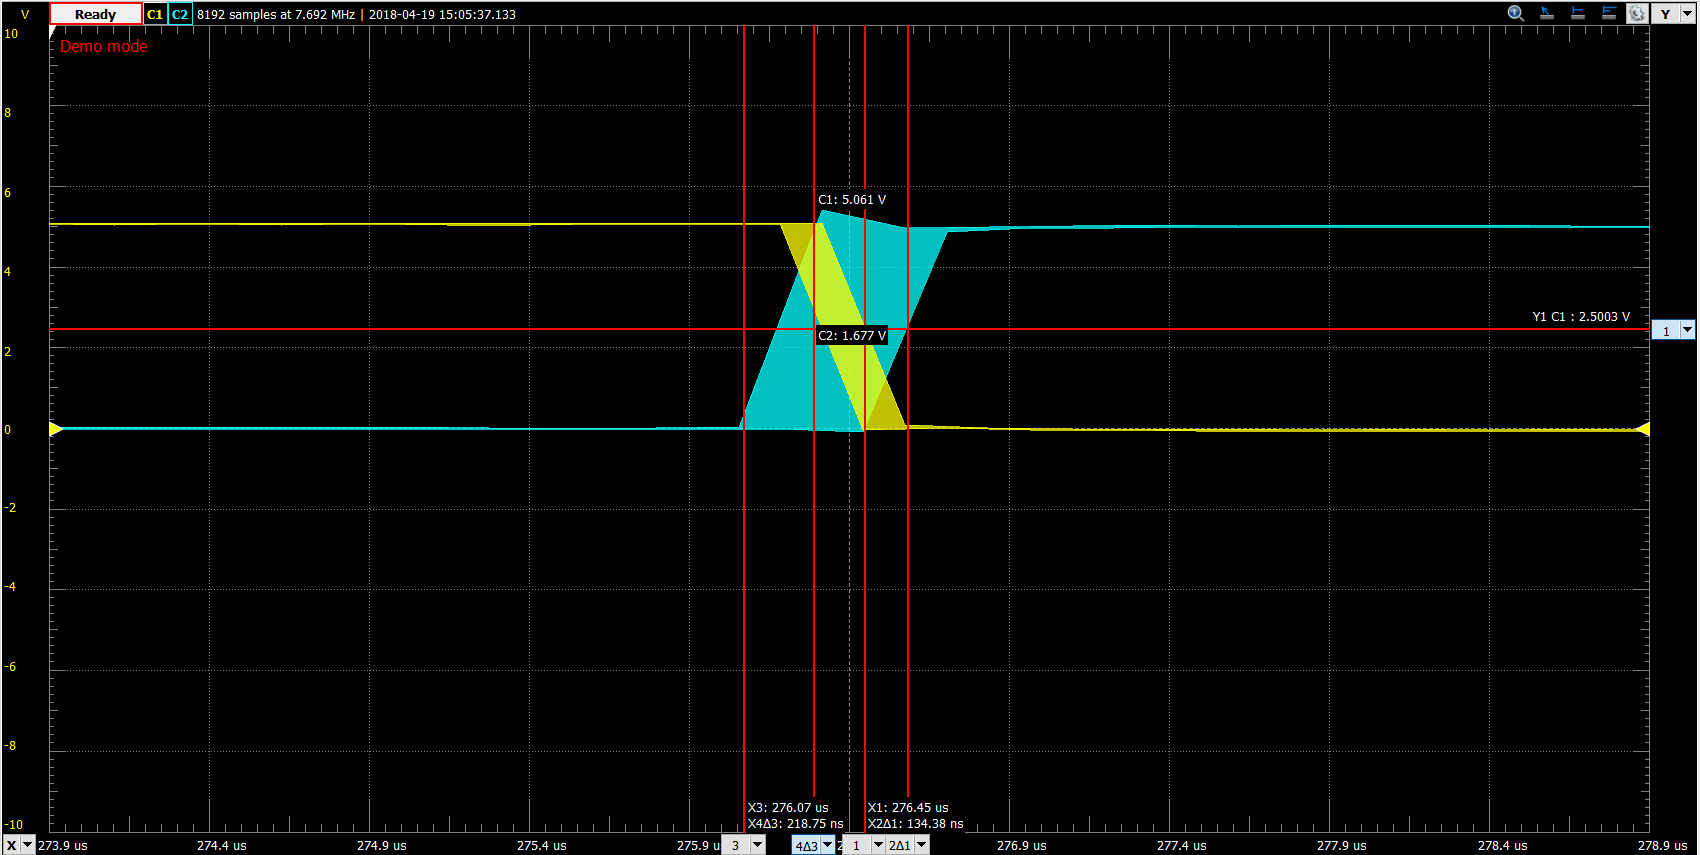 V Ready C1 C2 8192 samples at 7.692 MHz | 2018-04-19 15:05:37.133 Y
10
Demo mode
8
6
C1: 5.061 V
4
Y1 C1 : 2.5003 V
1
C2: 1.677 V
2
0
-2
-4
-6
-8
X3: 276.07 us X1: 276.45 us
-10 X4Δ3: 218.75 ns X2Δ1: 134.38 ns
X 273.9 us 274.4 us 274.9 us 275.4 us 275.9 3 4Δ3 1 2Δ1 276.9 us 277.4 us 277.9 us 278.4 us 278.9 us